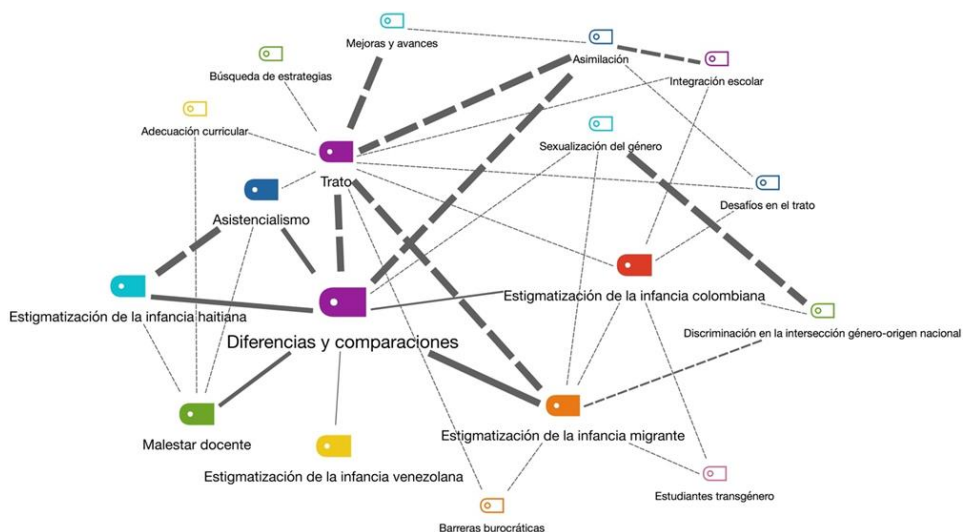 Mejoras y avances
Asimilación
Búsqueda de estrategias
Integración escolar
Adecuación curricular
Sexualización del género
Trato
Desafíos en el trato
Asistencialismo
Estigmatización de la infancia colombiana
Estigmatización de la infancia haitiana
Discriminación en la intersección género-origen nacional
Diferencias y comparaciones
Malestar docente
Estigmatización de la infancia migrante
Estigmatización de la infancia venezolana
Estudiantes transgénero
Barreras burocráticas